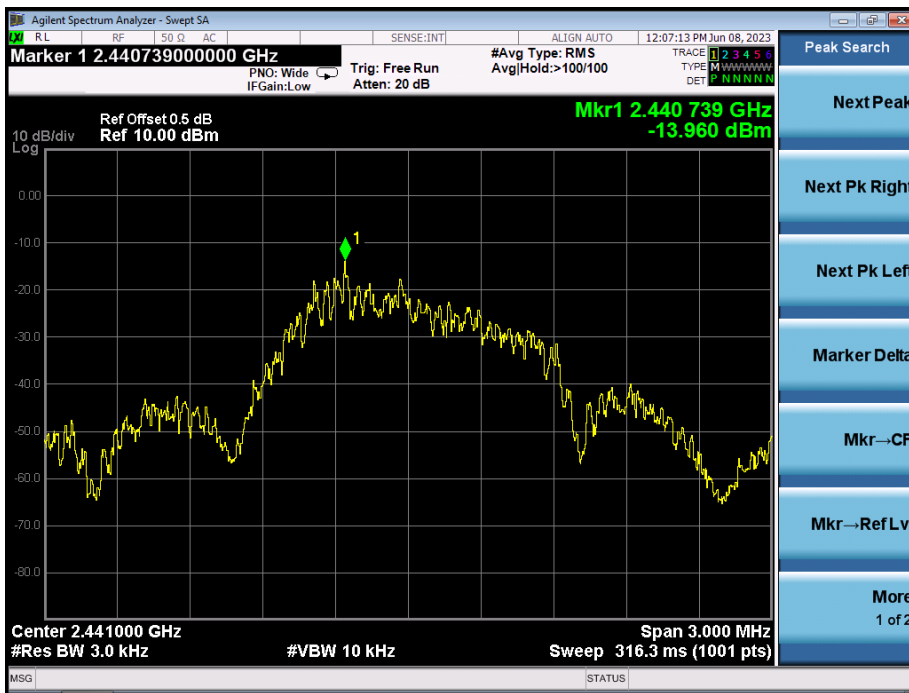 Agilent Spectrum Analyzer - Swept SA
LXI RL RF 50 Ω AC SENSE:INT ALIGN AUTO 12:07:13 PM Jun 08, 2023
Marker 1 2.440739000000 GHz
PNO: Wide
IFGain:Low
Trig: Free Run
Atten: 20 dB
#Avg Type: RMS
Avg|Hold:>100/100
TRACE 1 2 3 4 5 6
TYPE M WWWWW
DET P N N N N N
Mkr1 2.440 739 GHz
-13.960 dBm
Ref Offset 0.5 dB
10 dB/div Ref 10.00 dBm
Log
0.00
1
-10.0
-20.0
-30.0
-40.0
-50.0
-60.0
-70.0
-80.0
Center 2.441000 GHz Span 3.000 MHz
#Res BW 3.0 kHz #VBW 10 kHz Sweep 316.3 ms (1001 pts)
MSG STATUS
Peak Search
Next Peak
Next Pk Right
Next Pk Left
Marker Delta
Mkr→CF
Mkr→Ref Lv
More
1 of 2